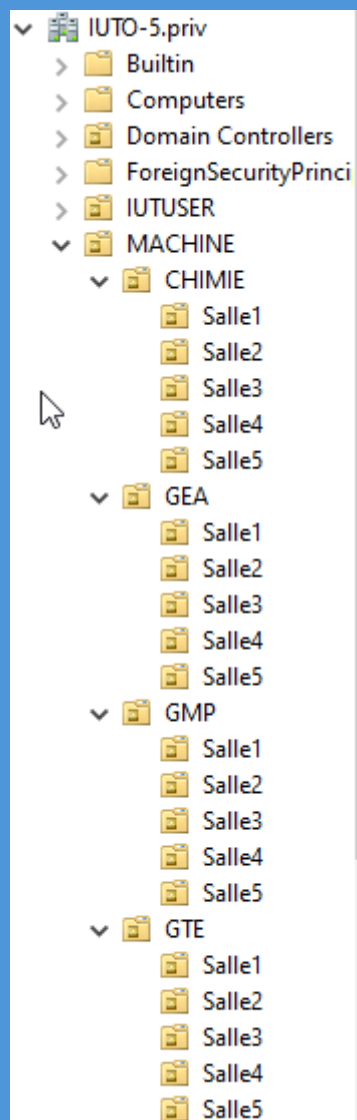 IUTO-5.priv
Builtin
Computers
Domain Controllers
ForeignSecurityPrinci
IUTUSER
MACHINE
CHIMIE
Salle1
Salle2
Salle3
Salle4
Salle5
GEA
Salle1
Salle2
Salle3
Salle4
Salle5
GMP
Salle1
Salle2
Salle3
Salle4
Salle5
GTE
Salle1
Salle2
Salle3
Salle4
Salle5